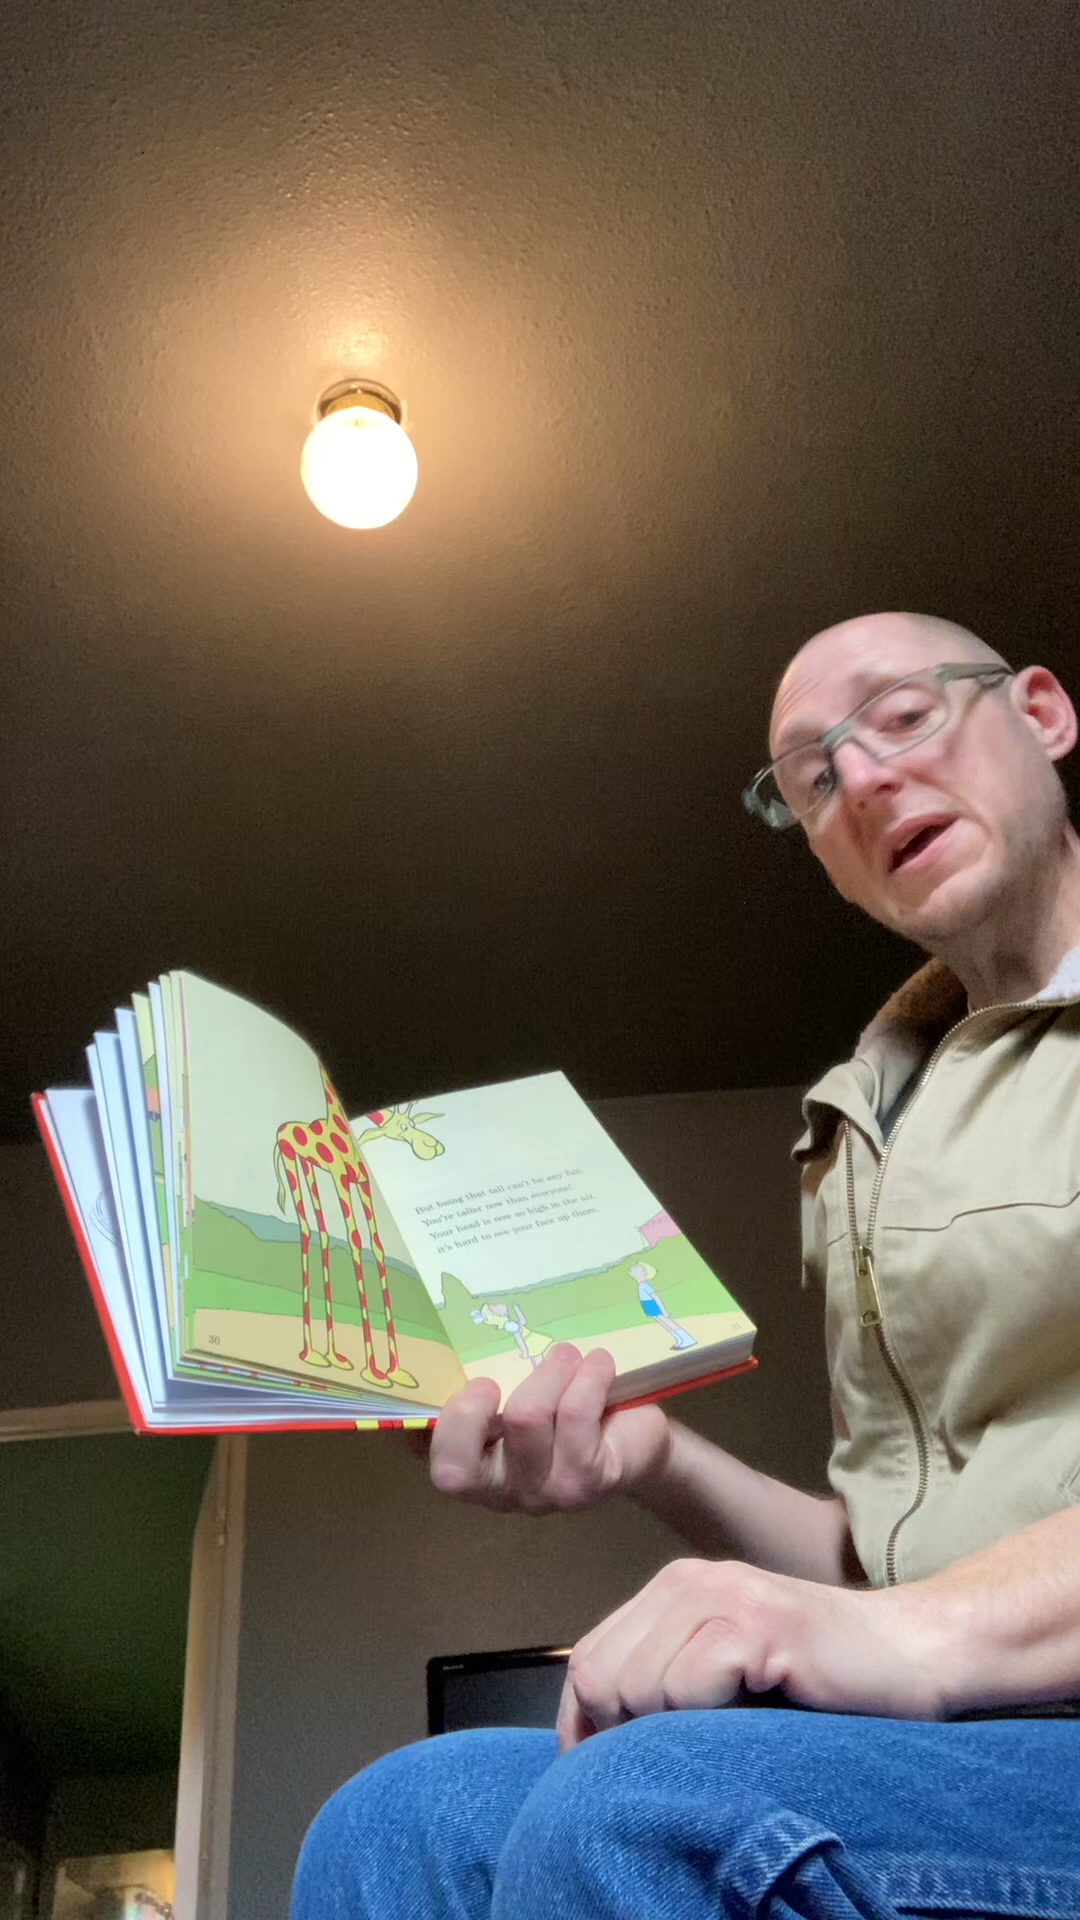 30
But being that tall can't be any fun.
You're taller now than everyone!
Your head is now so high in the air,
it's hard to see your face up there.
31